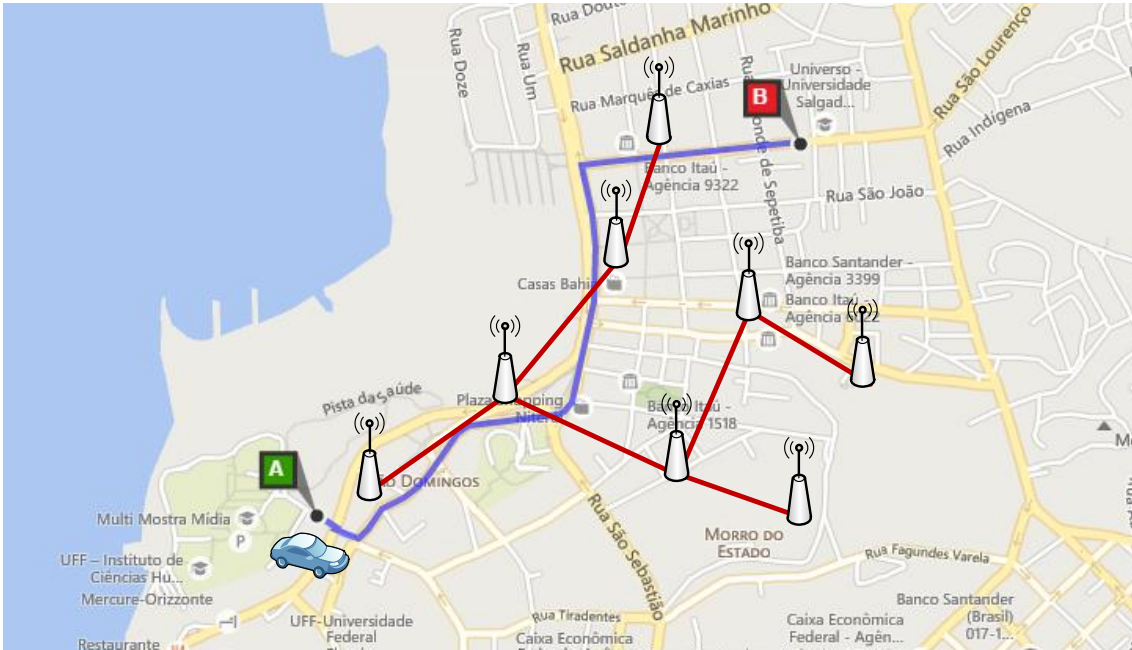 Rua Saldanha Marinho
Rua Doze
Rua Um
Rua Marquês de Caxias
B
Universo -
Universidade
Salgad...
Rua São Lourenço
Rua Indígena
Banco Itaú -
Agência 9322
Rua São João
Casas Bahia
Banco Santander -
Agência 3399
Banco Itaú -
Pista da saúde
Plaza Shopping
Niterói
Banco Itaú -
Agência 1518
A
DOMINGOS
Multi Mostra Mídia
P
UFF – Instituto de
Ciências Hu...
Mercure-Orizzonte
Rua São Sebastião
MORRO DO
ESTADO
Rua Fagundes Varela
UFF-Universidade
Federal
Rua Tiradentes
Caixa Econômica
Caixa Econômica
Federal - Agên...
Banco Santander
(Brasil)
017-1...
Restaurante